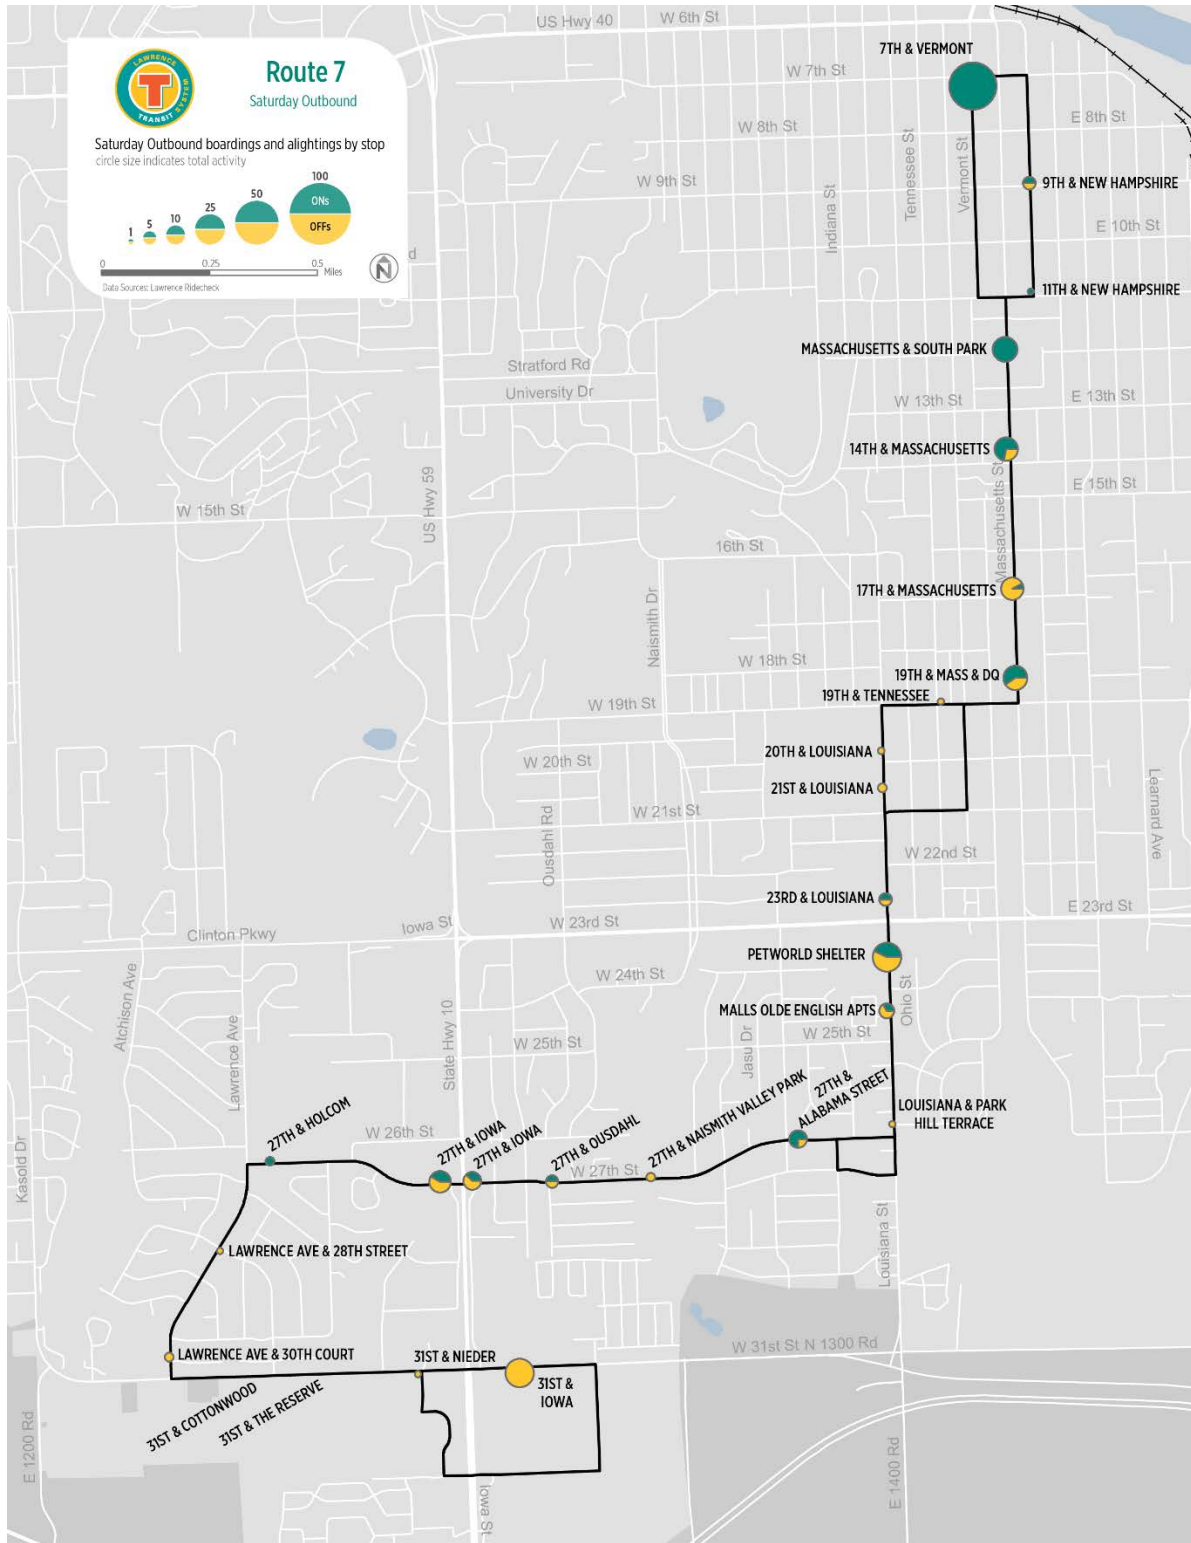 LAWRENCE
T
TRANSIT SYSTEM
Route 7
Saturday Outbound
Saturday Outbound boardings and alightings by stop
circle size indicates total activity
1
5
10
25
50
100
ONs
OFFs
0
0.25
0.5
Miles
N
Data Sources: Lawrence Ridecheck
d
US Hwy 40
W 6th St
7TH & VERMONT
W 7th St
W 8th St
E 8th St
Tennessee St
Vermont St
Indiana St
W 9th St
9TH & NEW HAMPSHIRE
E 10th St
11TH & NEW HAMPSHIRE
MASSACHUSETTS & SOUTH PARK
Stratford Rd
University Dr
W 13th St
E 13th St
14TH & MASSACHUSETTS
Massachusetts St
E 15th St
US Hwy 59
W 15th St
16th St
17TH & MASSACHUSETTS
Naismith Dr
W 18th St
19TH & MASS & DQ
19TH & TENNESSEE
W 19th St
20TH & LOUISIANA
W 20th St
21ST & LOUISIANA
W 21st St
Ousdahl Rd
Learnard Ave
W 22nd St
23RD & LOUISIANA
E 23rd St
W 23rd St
Iowa St
Clinton Pkwy
PETWORLD SHELTER
W 24th St
Atchison Ave
Ohio St
MALLS OLDE ENGLISH APTS
W 25th St
W 25th St
State Hwy 10
Lawrence Ave
Jasu Dr
27TH &
ALABAMA STREET
LOUISIANA & PARK
HILL TERRACE
27TH & HOLCOM
W 26th St
27TH & IOWA
27TH & IOWA
27TH & OUSDAHL
W 27th St
27TH & NAISMITH VALLEY PARK
Kasold Dr
Louisiana St
LAWRENCE AVE & 28TH STREET
W 31st St N 1300 Rd
LAWRENCE AVE & 30TH COURT
31ST & NIEDER
31ST &
IOWA
31ST & COTTONWOOD
31ST & THE RESERVE
E 1200 Rd
E 1400 Rd
Iowa St